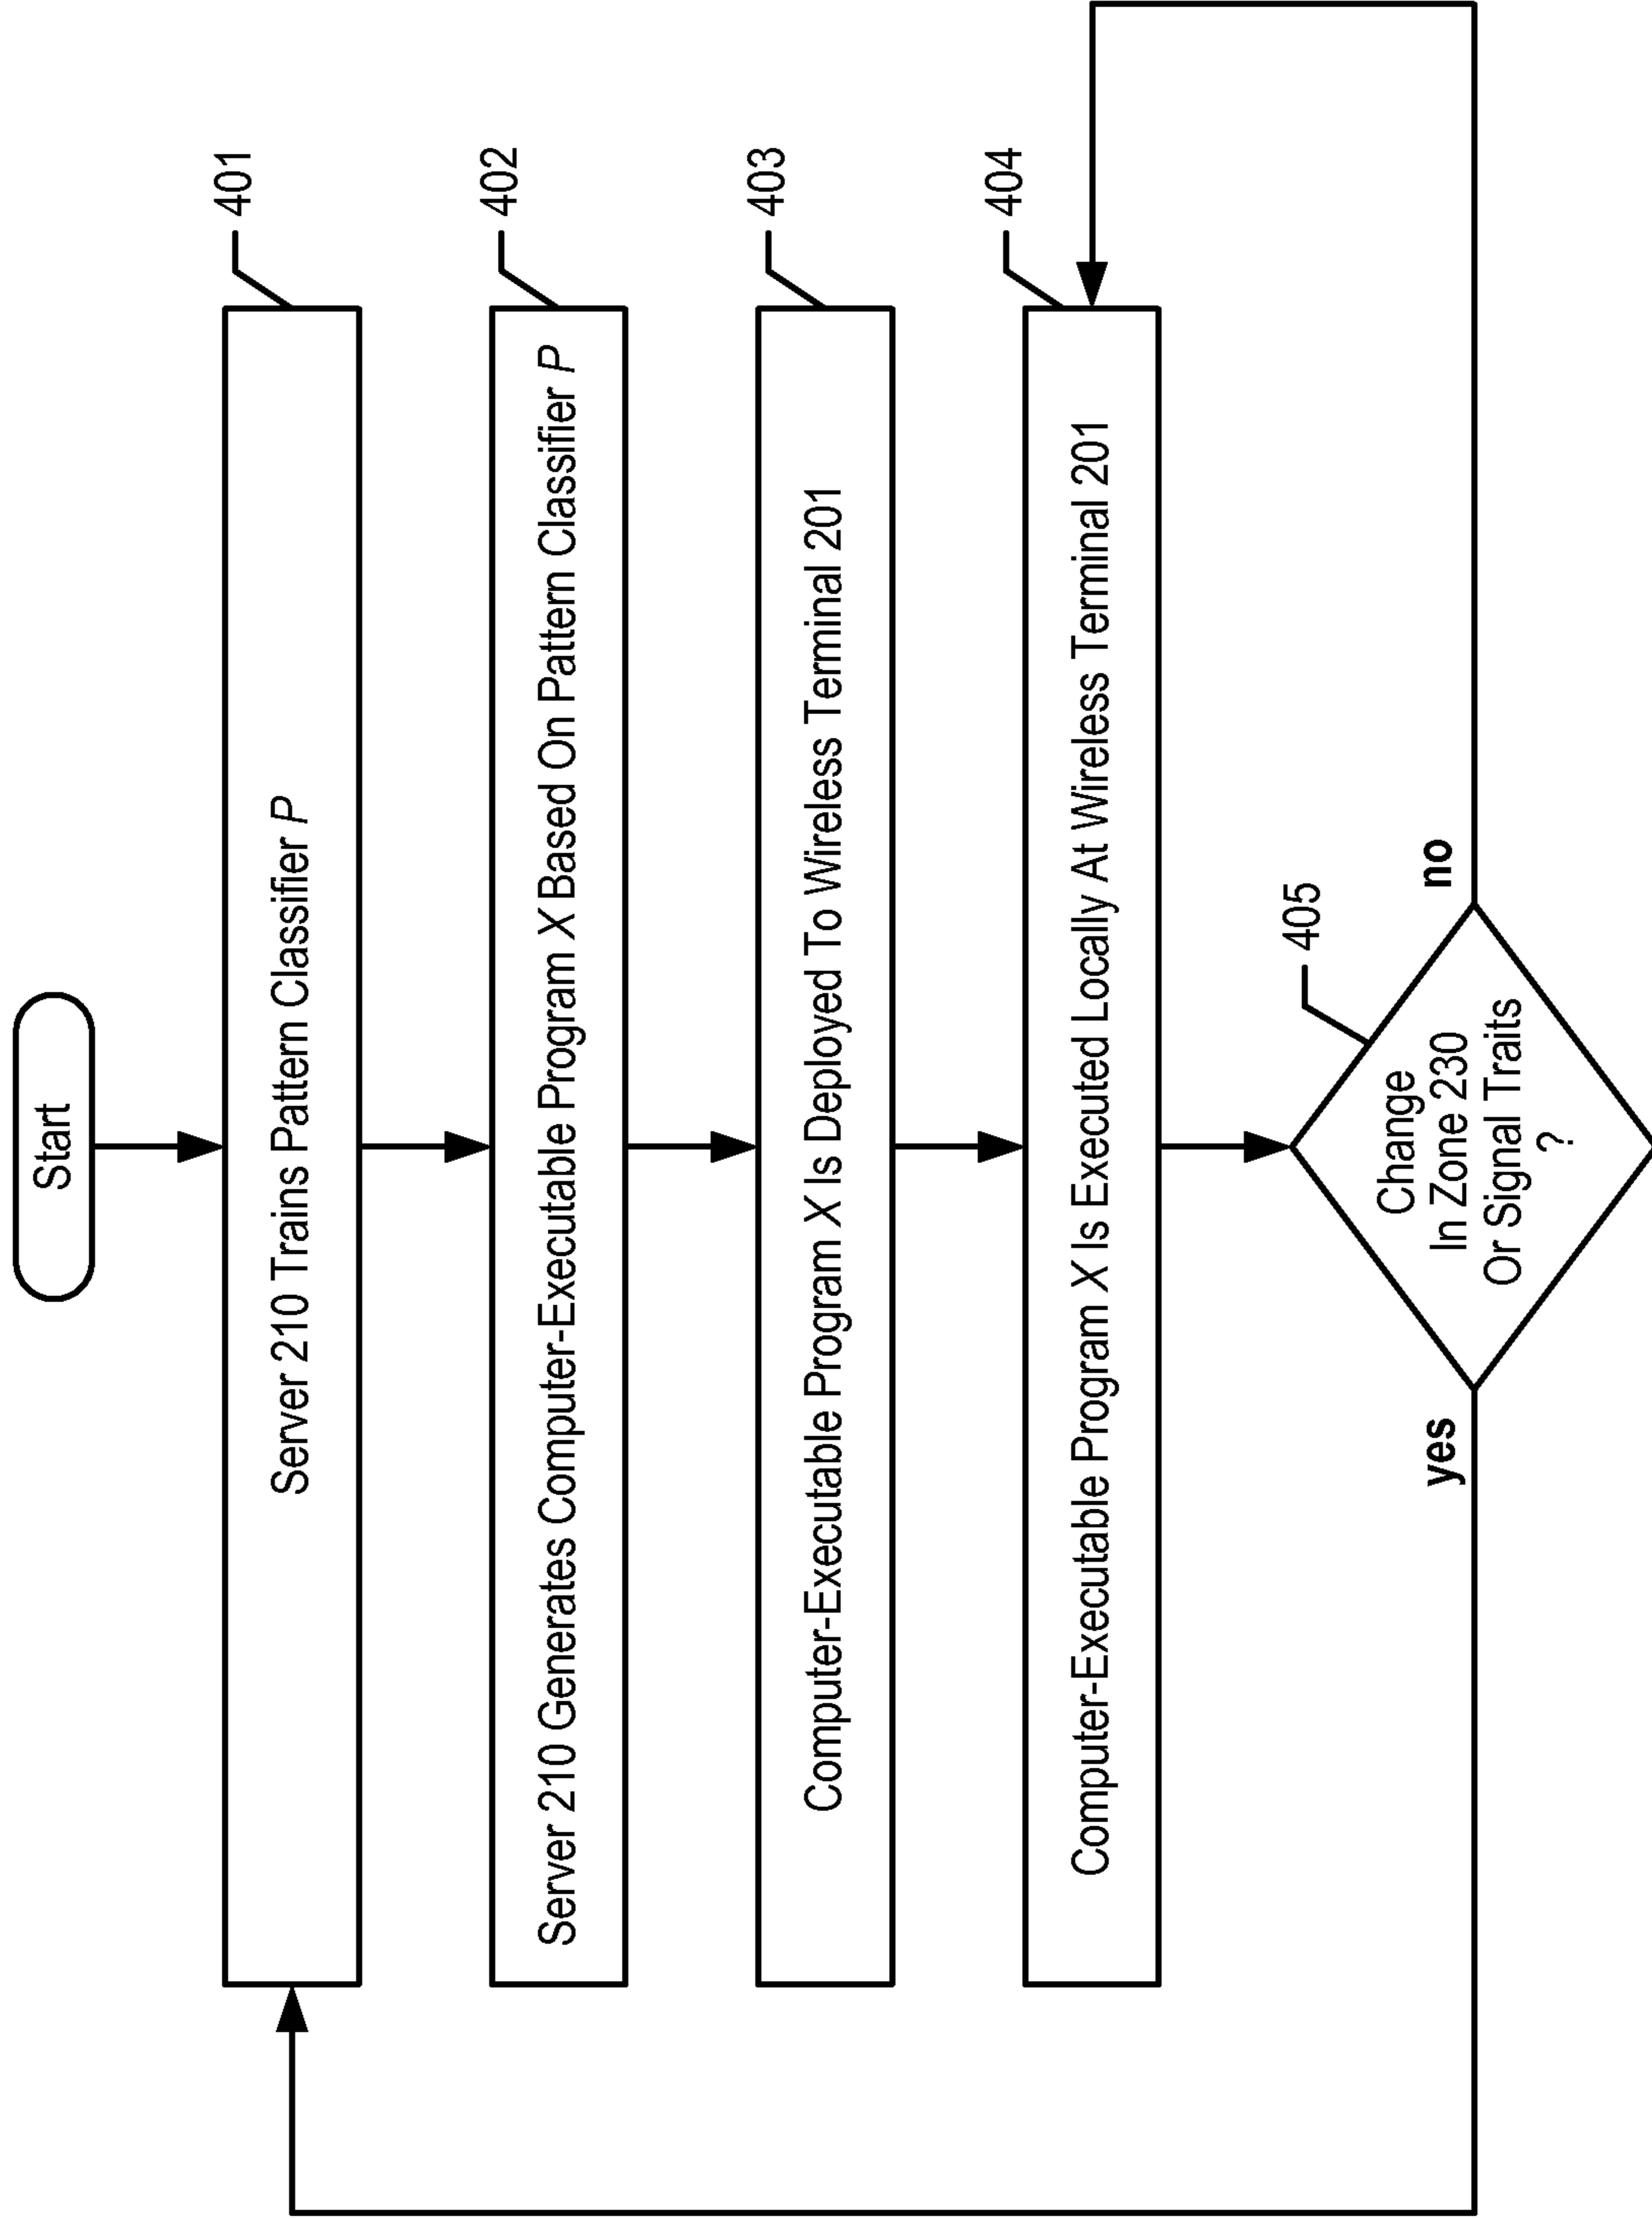 Start
401
Server 210 Trains Pattern Classifier P
402
Server 210 Generates Computer-Executable Program X Based On Pattern Classifier P
403
Computer-Executable Program X Is Deployed To Wireless Terminal 201
404
Computer-Executable Program X Is Executed Locally At Wireless Terminal 201
405
Change
In Zone 230
Or Signal Traits
?
yes
no